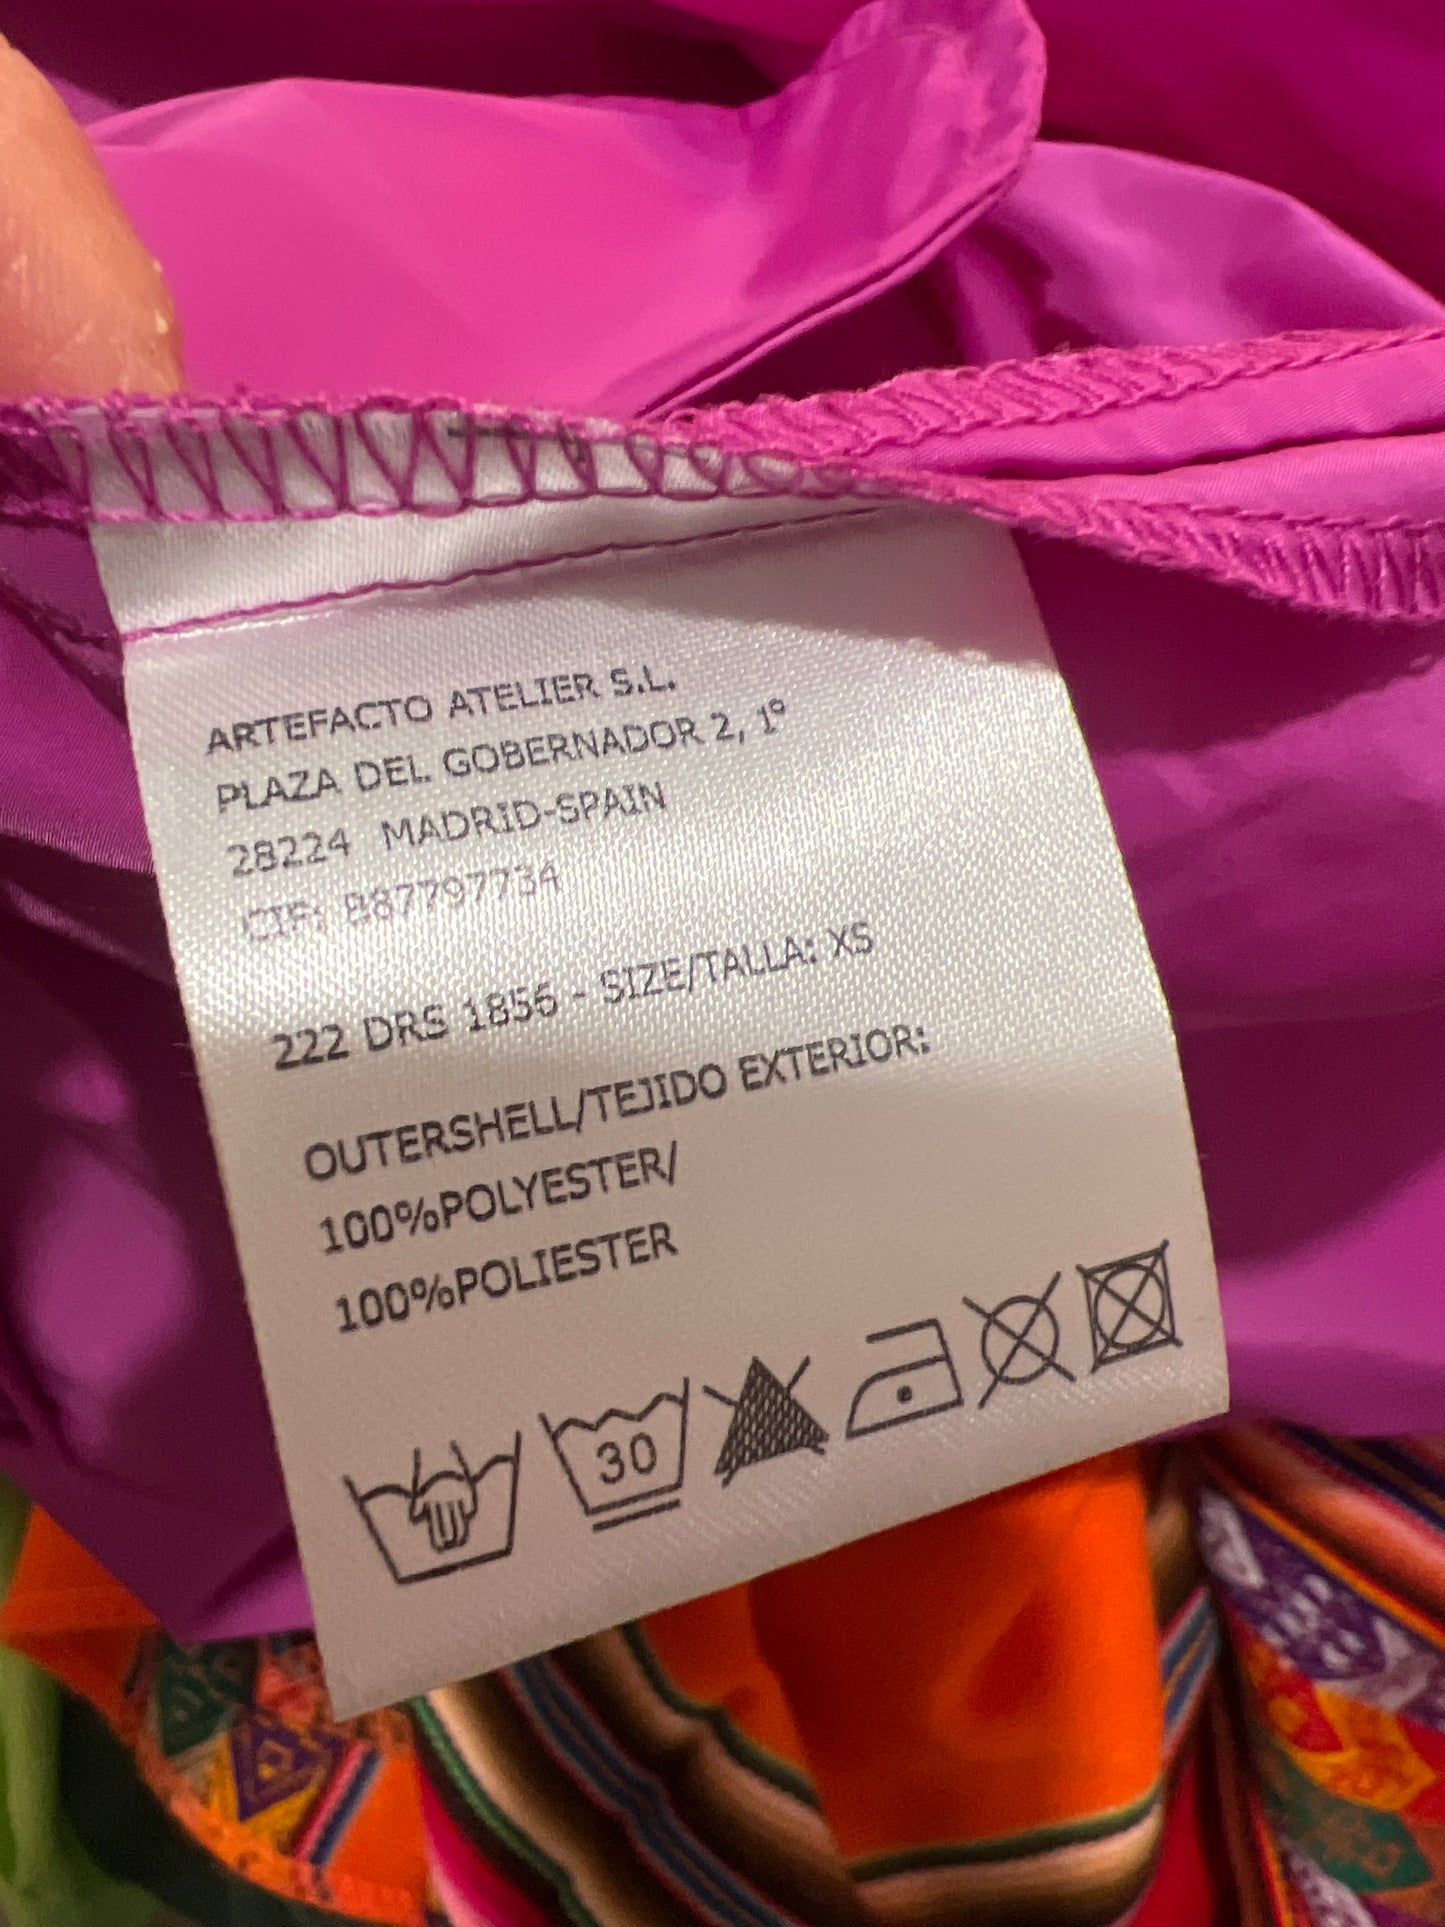 ARTEFACTO ATELIER S.L.
PLAZA DEL GOBERNADOR 2, 1º
28224 MADRID-SPAIN
CIF: B87797734
222 DRS 1856 - SIZE/TALLA: XS
OUTERSHELL/TEJIDO EXTERIOR:
100%POLYESTER/
100%POLIESTER
30